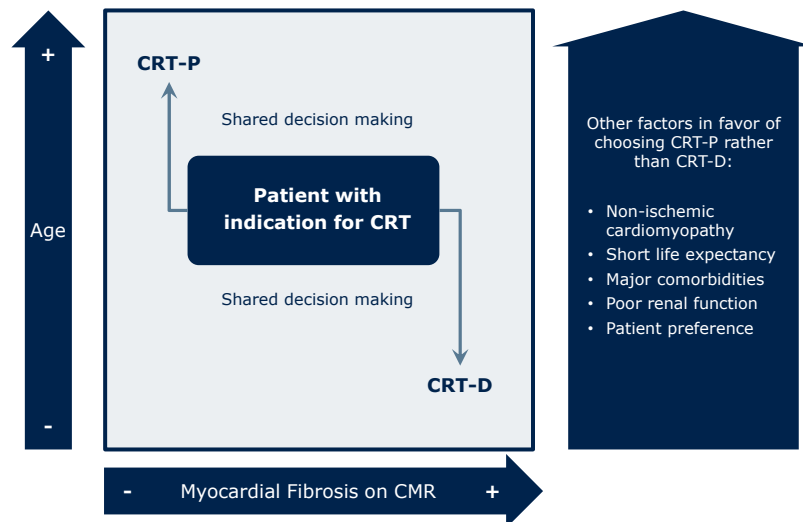 +
Age
-
CRT-P
Shared decision making
Patient with
indication for CRT
Shared decision making
CRT-D
- Myocardial Fibrosis on CMR +
Other factors in favor of
choosing CRT-P rather
than CRT-D:
• Non-ischemic
cardiomyopathy
• Short life expectancy
• Major comorbidities
• Poor renal function
• Patient preference